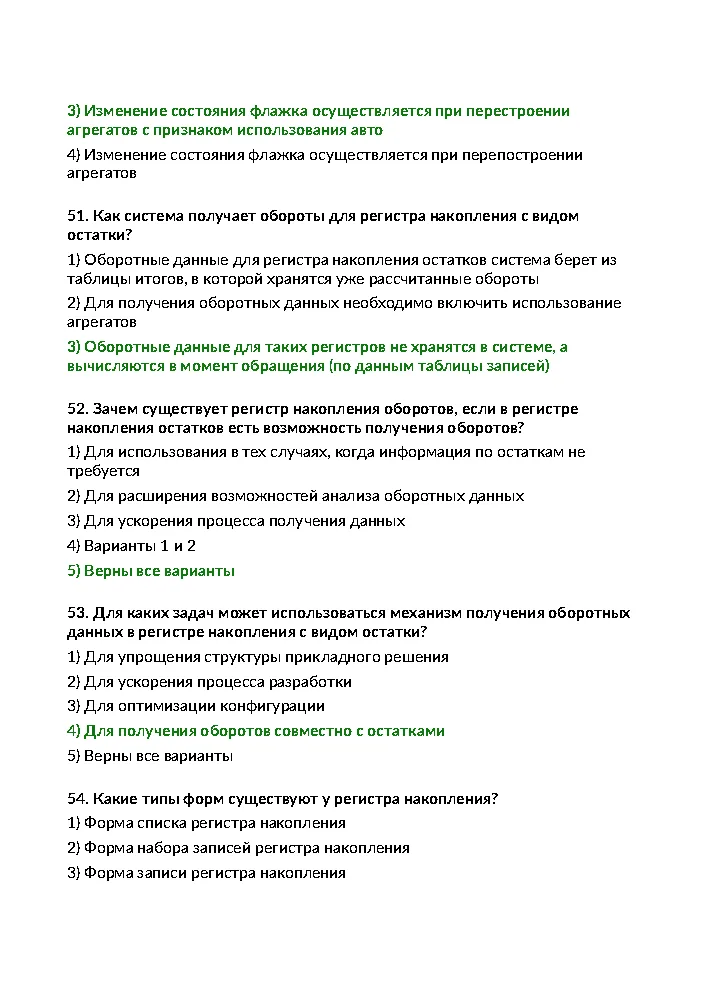 3) Изменение состояния флажка осуществляется при перестроении
агрегатов с признаком использования авто
4) Изменение состояния флажка осуществляется при перепостроении
агрегатов
51. Как система получает обороты для регистра накопления с видом
остатки?
1) Оборотные данные для регистра накопления остатков система берет из
таблицы итогов, в которой хранятся уже рассчитанные обороты
2) Для получения оборотных данных необходимо включить использование
агрегатов
3) Оборотные данные для таких регистров не хранятся в системе, а
вычисляются в момент обращения (по данным таблицы записей)
52. Зачем существует регистр накопления оборотов, если в регистре
накопления остатков есть возможность получения оборотов?
1) Для использования в тех случаях, когда информация по остаткам не
требуется
2) Для расширения возможностей анализа оборотных данных
3) Для ускорения процесса получения данных
4) Варианты 1 и 2
5) Верны все варианты
53. Для каких задач может использоваться механизм получения оборотных
данных в регистре накопления с видом остатки?
1) Для упрощения структуры прикладного решения
2) Для ускорения процесса разработки
3) Для оптимизации конфигурации
4) Для получения оборотов совместно с остатками
5) Верны все варианты
54. Какие типы форм существуют у регистра накопления?
1) Форма списка регистра накопления
2) Форма набора записей регистра накопления
3) Форма записи регистра накопления